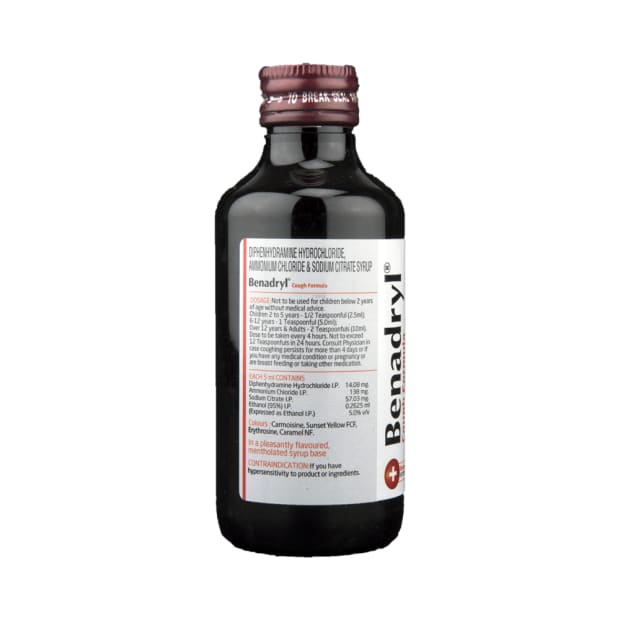 TO BREAK SEAL
DIPHENHYDRAMINE HYDROCHLORIDE,
AMMONIUM CHLORIDE & SODIUM CITRATE SYRUP
Benadryl® Cough Formula
DOSAGE: Not to be used for children below 2 years
of age without medical advice.
Children 2 to 5 years - 1/2 Teaspoonful (2.5ml);
6-12 years - 1 Teaspoonful (5.0ml);
Over 12 years & Adults - 2 Teaspoonfuls (10ml).
Dose to be taken every 4 hours. Not to exceed
12 Teaspoonfuls in 24 hours. Consult Physician in
case coughing persists for more than 4 days or if
you have any medical condition or pregnancy or
are breast feeding or taking other medication.
EACH 5 ml CONTAINS
Diphenhydramine Hydrochloride I.P. 14.08 mg.
Ammonium Chloride I.P. 138 mg.
Sodium Citrate I.P. 57.03 mg.
Ethanol (95%) I.P. 0.2625 ml
(Expressed as Ethanol I.P.) 5.0% v/v
Colours : Carmoisine, Sunset Yellow FCF,
Erythrosine, Caramel NF.
In a pleasantly flavoured,
mentholated syrup base
CONTRAINDICATION: If you have
hypersensitivity to product or ingredients.
Benadryl®